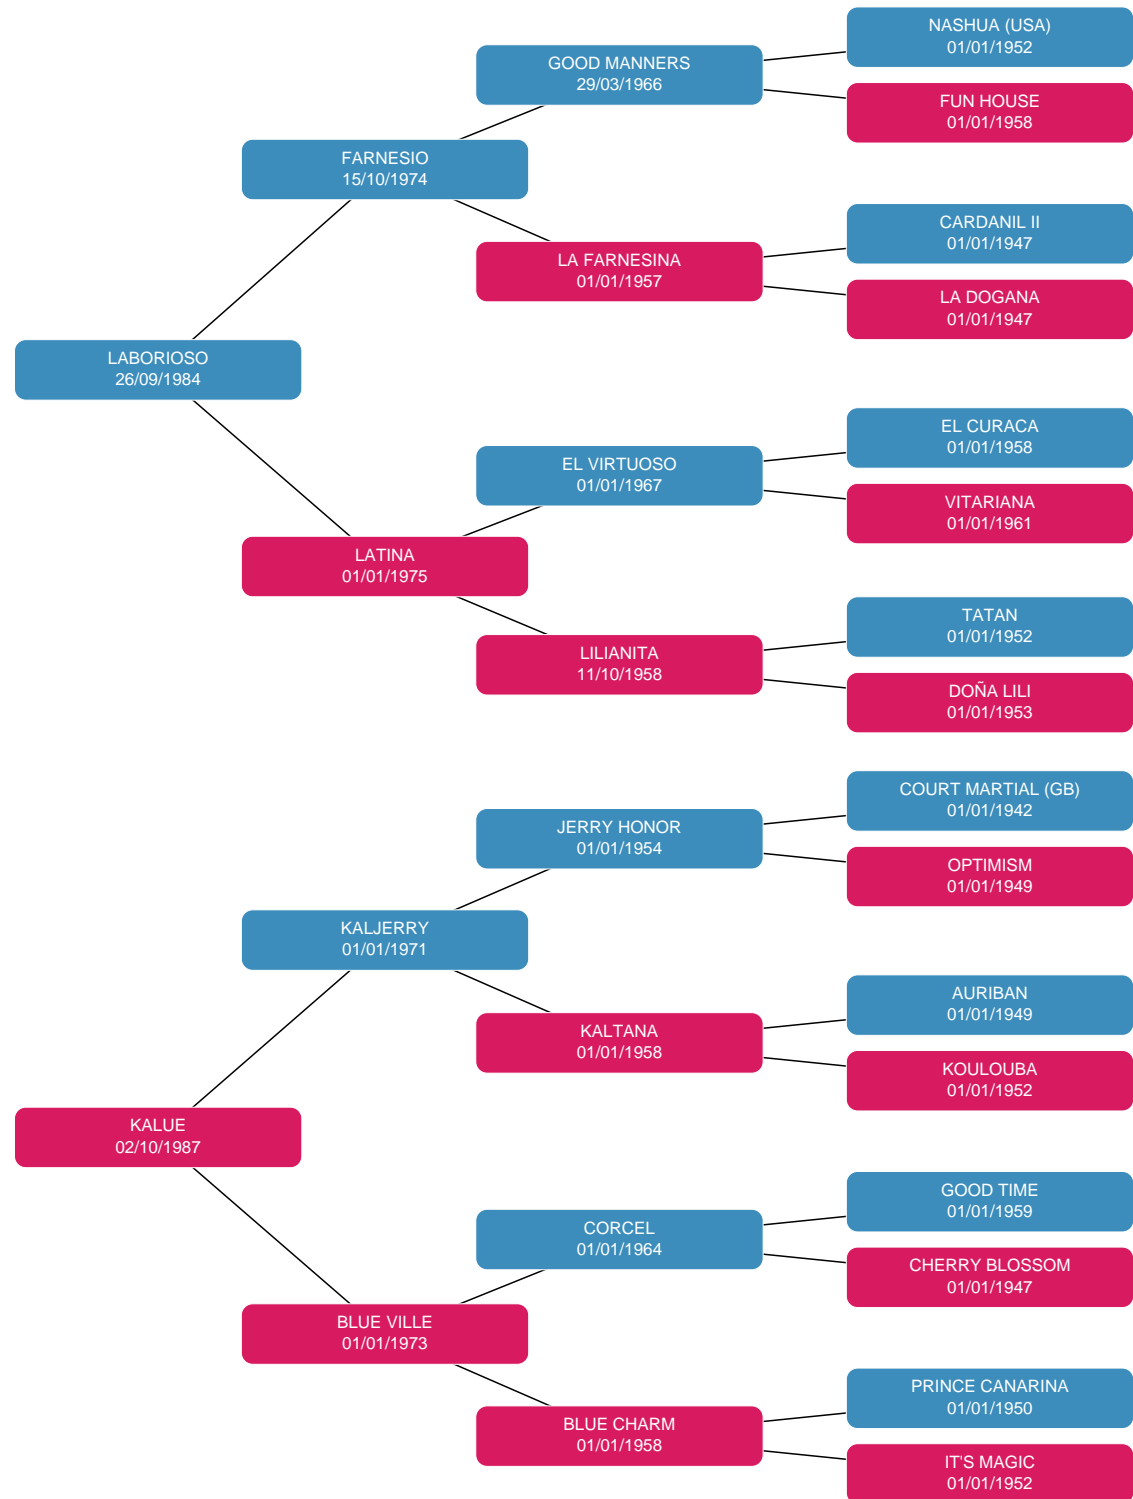 NASHUA (USA)
01/01/1952
GOOD MANNERS
29/03/1966
FUN HOUSE
01/01/1958
FARNESIO
15/10/1974
CARDANIL II
01/01/1947
LA FARNESINA
01/01/1957
LA DOGANA
01/01/1947
LABORIOSO
26/09/1984
EL CURACA
01/01/1958
EL VIRTUOSO
01/01/1967
VITARIANA
01/01/1961
LATINA
01/01/1975
TATAN
01/01/1952
LILIANITA
11/10/1958
DOÑA LILI
01/01/1953
COURT MARTIAL (GB)
01/01/1942
JERRY HONOR
01/01/1954
OPTIMISM
01/01/1949
KALJERRY
01/01/1971
AURIBAN
01/01/1949
KALTANA
01/01/1958
KOULOUBA
01/01/1952
KALUE
02/10/1987
GOOD TIME
01/01/1959
CORCEL
01/01/1964
CHERRY BLOSSOM
01/01/1947
BLUE VILLE
01/01/1973
PRINCE CANARINA
01/01/1950
BLUE CHARM
01/01/1958
IT'S MAGIC
01/01/1952